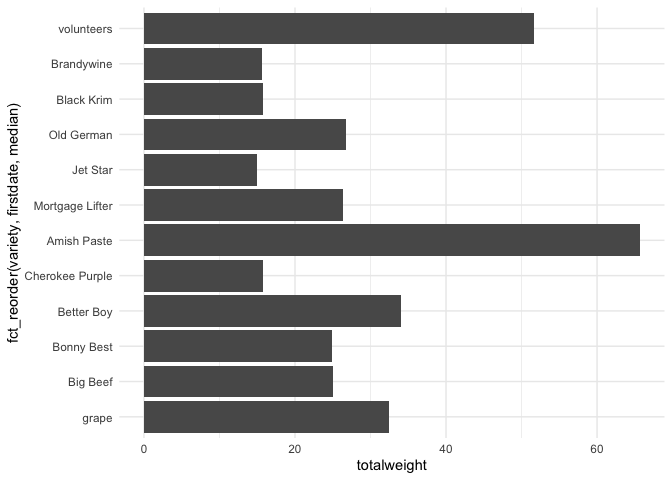 volunteers
Brandywine
Black Krim
Old German
Jet Star
Mortgage Lifter
Amish Paste
Cherokee Purple
Better Boy
Bonny Best
Big Beef
grape
fct_reorder(variety, firstdate, median)
0 20 40 60
totalweight